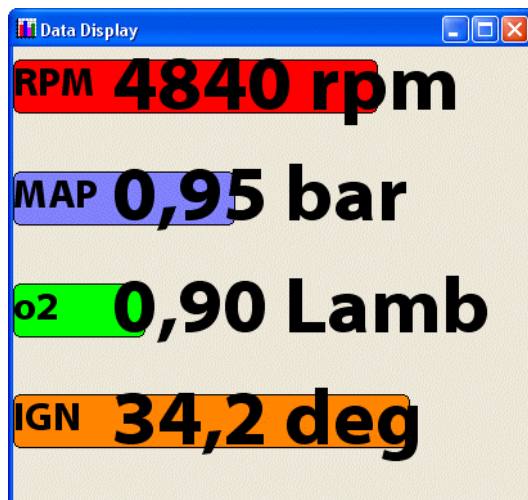 Data Display
RPM 4840 rpm
MAP 0,95 bar
o2 0,90 Lamb
IGN 34,2 deg